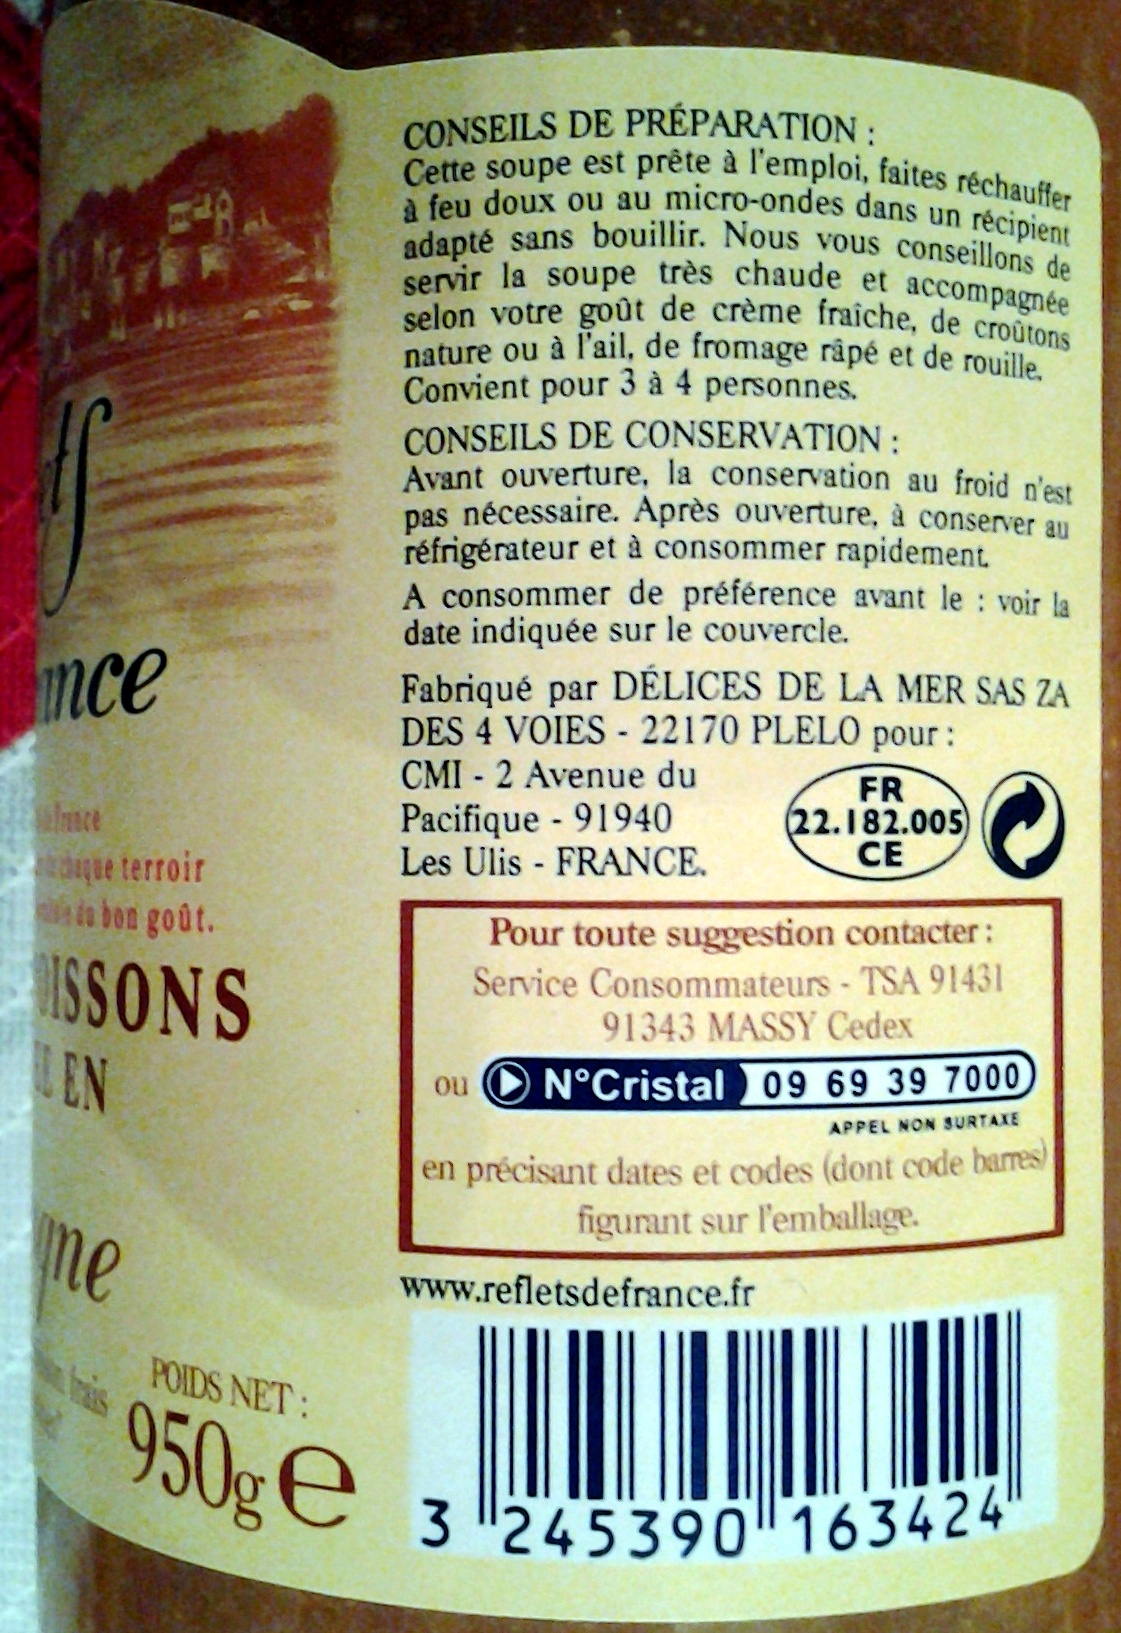 CONSEILS DE PRÉPARATION :
Cette soupe est prête à l'emploi, faites réchauffer
à feu doux ou au micro-ondes dans un récipient
adapté sans bouillir. Nous vous conseillons de
servir la soupe très chaude et accompagnée
selon votre goût de crème fraîche, de croûtons
nature ou à l'ail, de fromage râpé et de rouille.
Convient pour 3 à 4 personnes.
CONSEILS DE CONSERVATION :
Avant ouverture, la conservation au froid n'est
pas nécessaire. Après ouverture, à conserver au
réfrigérateur et à consommer rapidement.
A consommer de préférence avant le : voir la
date indiquée sur le couvercle.
Fabriqué par DÉLICES DE LA MER SAS ZA
DES 4 VOIES - 22170 PLELO pour :
CMI - 2 Avenue du
Pacifique - 91940
Les Ulis - FRANCE.
FR
22.182.005
CE
Pour toute suggestion contacter :
Service Consommateurs - TSA 91431
91343 MASSY Cedex
ou N°Cristal 09 69 39 7000
APPEL NON SURTAXE
en précisant dates et codes (dont code barres)
figurant sur l'emballage.
www.refletsdefrance.fr
3 245390 163424
ets
ance
france
chaque terroir
du bon goût.
OISSONS
EN
gne
frais
POIDS NET :
950g e